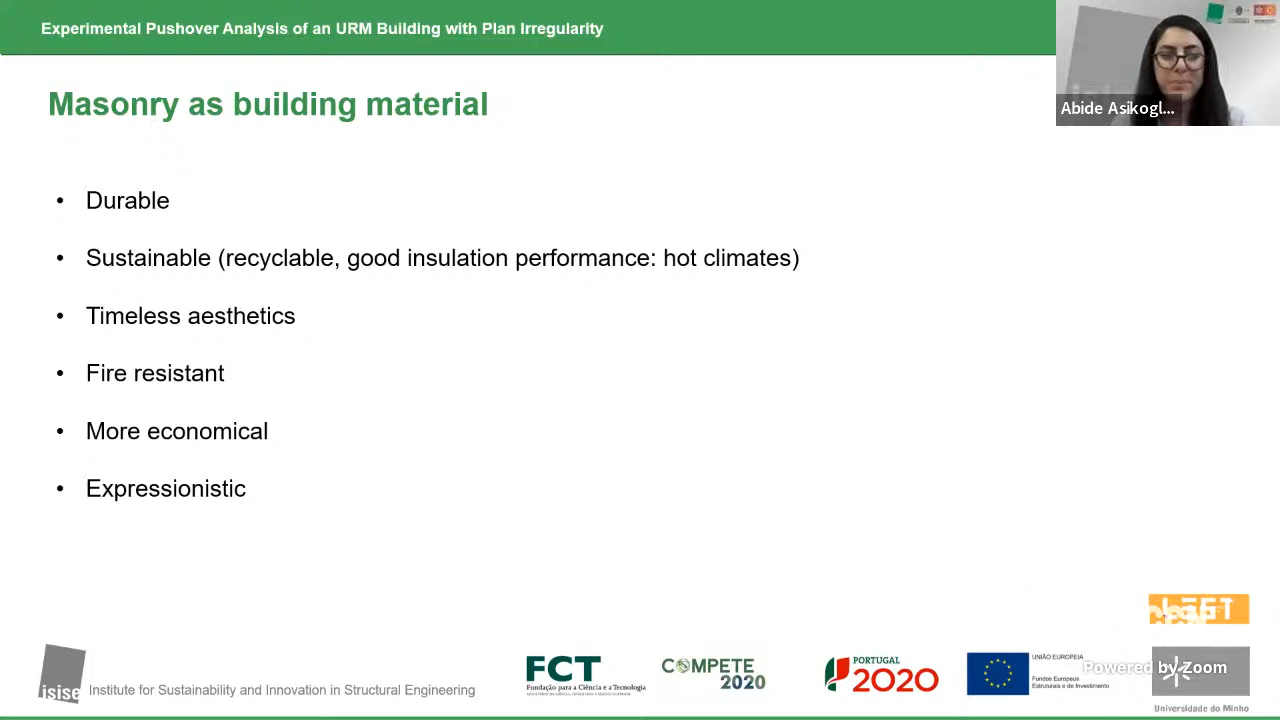 Experimental Pushover Analysis of an URM Building with Plan Irregularity
Abide Asikogl...
Masonry as building material
• Durable
• Sustainable (recyclable, good insulation performance: hot climates)
• Timeless aesthetics
• Fire resistant
• More economical
• Expressionistic
isise
Institute for Sustainability and Innovation in Structural Engineering
FCT
Fundação para a Ciência e a Tecnologia
COMPETE
2020
PORTUGAL
2020
UNIÃO EUROPEIA
Fundos Europeus
Estruturais e de Investimento
Powered by Zoom
Universidade do Minho